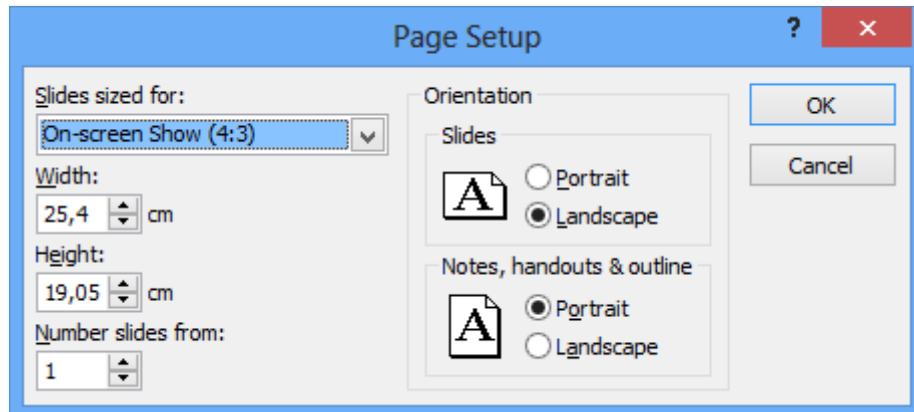 Page Setup
?
Slides sized for:
On-screen Show (4:3)
Width:
25,4 cm
Height:
19,05 cm
Number slides from:
1
Orientation
Slides
A
Portrait
Landscape
Notes, handouts & outline
A
Portrait
Landscape
OK
Cancel